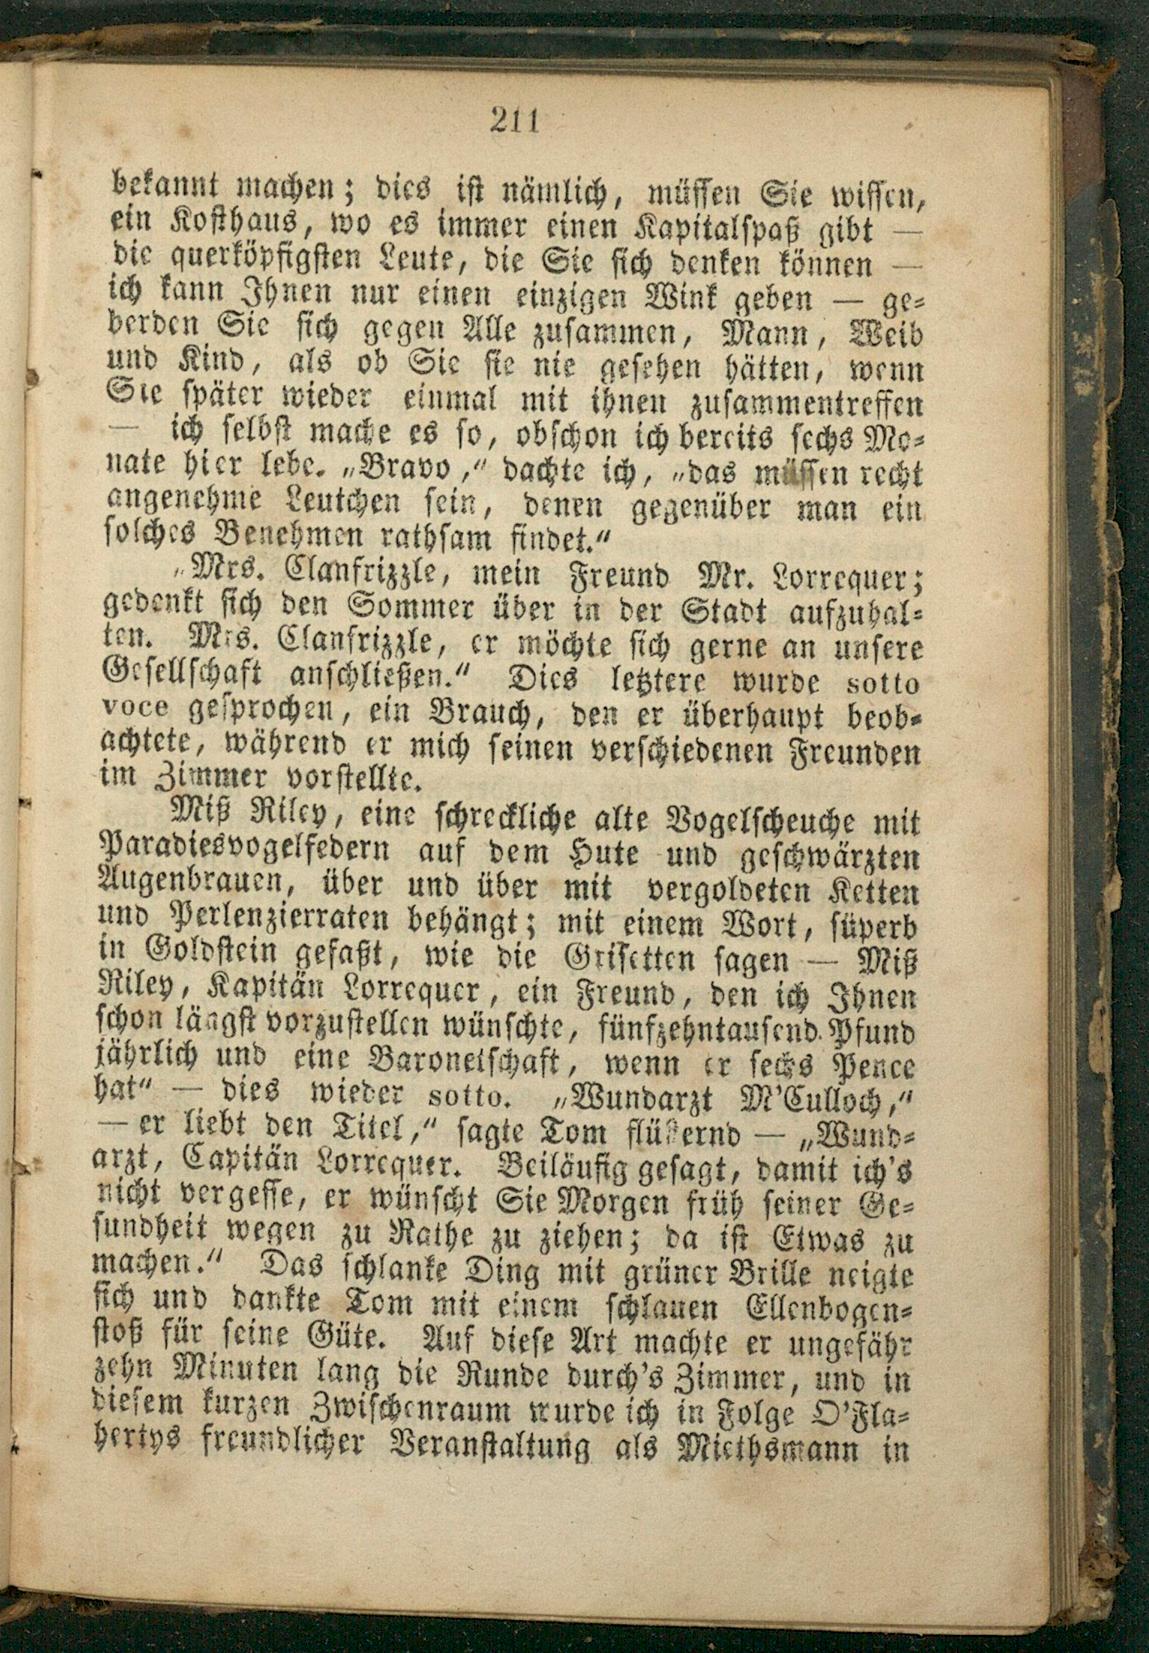 211
bekannt machen; dies ist nämlich, müssen Sie wissen,
ein Kosthaus, wo es immer einen Kapitalspaß gibt —
die querköpfigsten Leute, die Sie sich denken können —
ich kann Ihnen nur einen einzigen Wink geben — ge-
berden Sie sich gegen Alle zusammen, Mann, Weib
und Kind, als ob Sie sie nie gesehen hätten, wenn
Sie später wieder einmal mit ihnen zusammentreffen
— ich selbst mache es so, obschon ich bereits sechs Mo-
nate hier lebe. „Bravo,“ dachte ich, „das müssen recht
angenehme Leutchen sein, denen gegenüber man ein
solches Benehmen rathsam findet.“
„Mrs. Clanfrizzle, mein Freund Mr. Lorrequer;
gedenkt sich den Sommer über in der Stadt aufzuhal-
ten. Mrs. Clanfrizzle, er möchte sich gerne an unsere
Gesellschaft anschließen.“ Dies letztere wurde sotto
voce gesprochen, ein Brauch, den er überhaupt beob-
achtete, während er mich seinen verschiedenen Freunden
im Zimmer vorstellte.
Miß Riley, eine schreckliche alte Vogelscheuche mit
Paradiesvogelfedern auf dem Hute und geschwärzten
Augenbrauen, über und über mit vergoldeten Ketten
und Perlenzierraten behängt; mit einem Wort, süperb
in Goldstein gefaßt, wie die Grisetten sagen — Miß
Riley, Kapitän Lorrequer, ein Freund, den ich Ihnen
schon längst vorzustellen wünschte, fünfzehntausend Pfund
jährlich und eine Baronetschaft, wenn er sechs Pence
hat“ — dies wieder sotto. „Wundarzt M'Culloch,“
— er liebt den Titel,“ sagte Tom flüsternd — „Wund-
arzt, Capitän Lorrequer. Beiläufig gesagt, damit ich's
nicht vergesse, er wünscht Sie Morgen früh seiner Ge-
sundheit wegen zu Rathe zu ziehen; da ist Etwas zu
machen.“ Das schlanke Ding mit grüner Brille neigte
sich und dankte Tom mit einem schlauen Ellenbogen-
stoß für seine Güte. Auf diese Art machte er ungefähr
zehn Minuten lang die Runde durch's Zimmer, und in
diesem kurzen Zwischenraum wurde ich in Folge O'Fla-
hertys freundlicher Veranstaltung als Miethsmann in